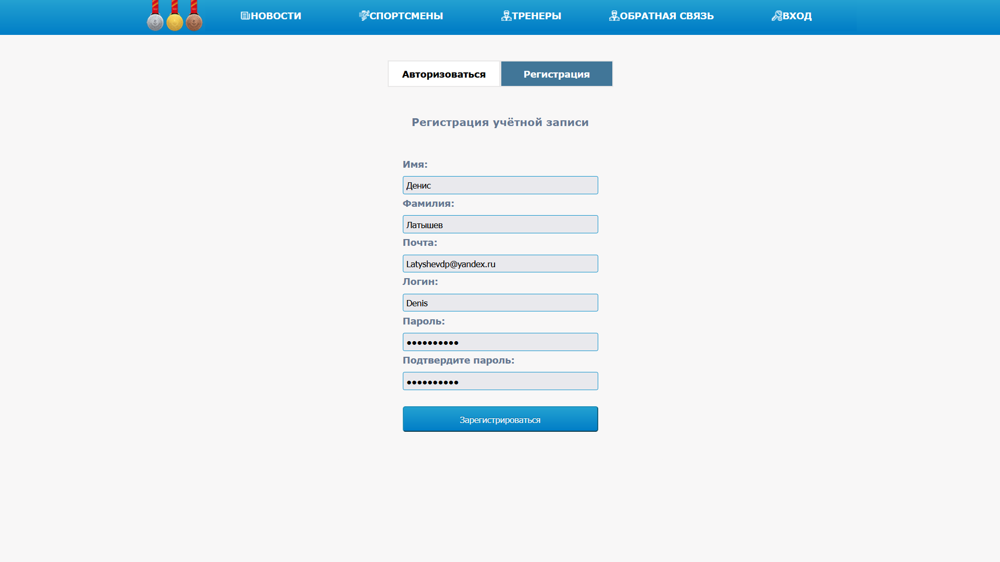 НОВОСТИ СПОРТСМЕНЫ ТРЕНЕРЫ ОБРАТНАЯ СВЯЗЬ ВХОД
Авторизоваться Регистрация
Регистрация учётной записи
Имя:
Денис
Фамилия:
Латышев
Почта:
Latyshevdp@yandex.ru
Логин:
Denis
Пароль:
••••••••••
Подтвердите пароль:
••••••••••
Зарегистрироваться